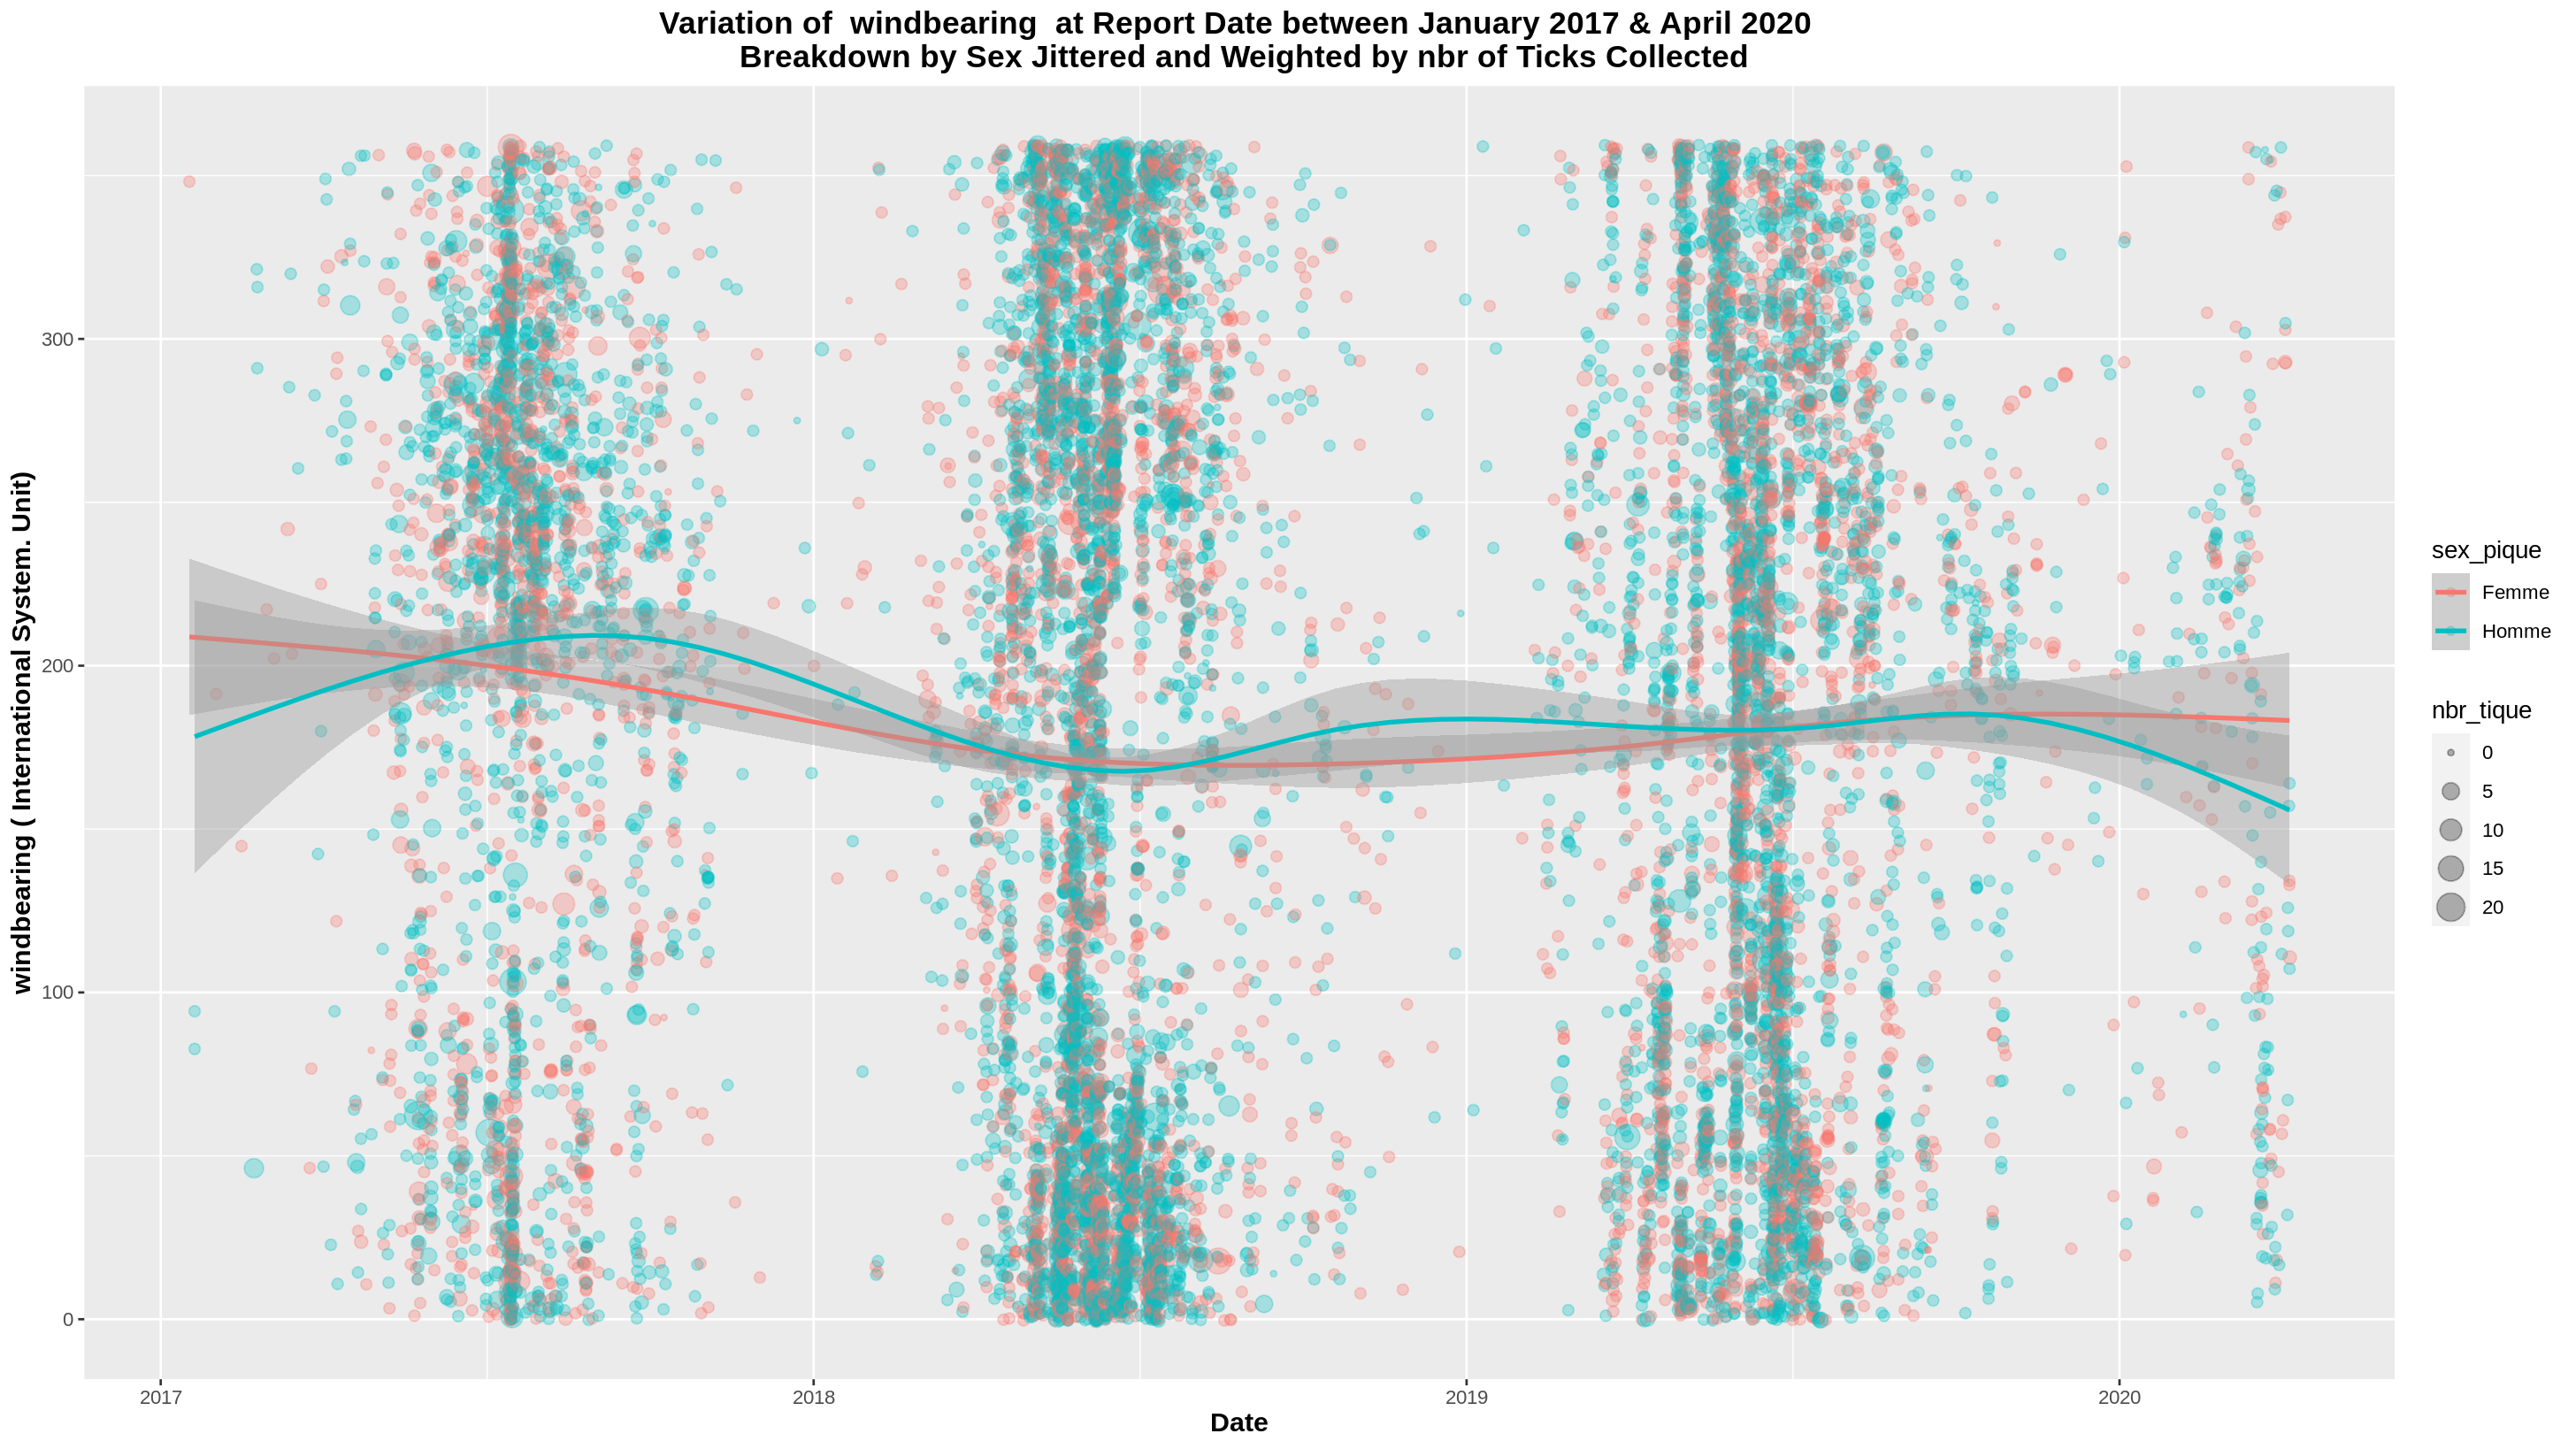 Variation of  windbearing  at Report Date between January 2017 & April 2020
Breakdown by Sex Jittered and Weighted by nbr of Ticks Collected
windbearing ( International System. Unit)
300
200
100
0
2017
2018
2019
2020
Date
sex_pique
Femme
Homme
nbr_tique
0
5
10
15
20